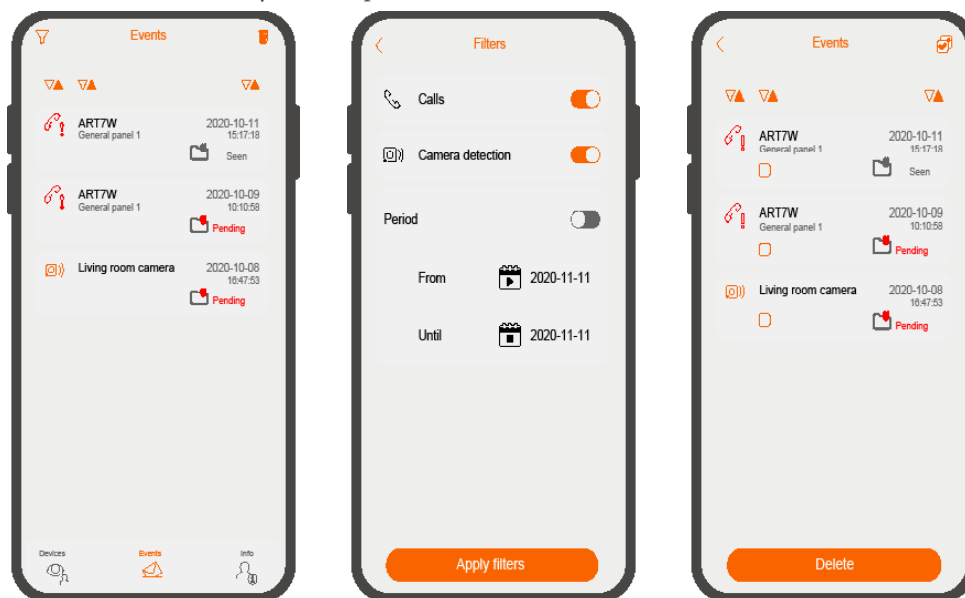 Events
ART7W
General panel 1
2020-10-11
15:17:18
Seen
ART7W
General panel 1
2020-10-09
10:10:58
Pending
Living room camera
2020-10-08
16:47:53
Pending
Devices
Events
Info
Filters
Calls
Camera detection
Period
From
2020-11-11
Until
2020-11-11
Apply filters
Events
ART7W
General panel 1
2020-10-11
15:17:18
Seen
ART7W
General panel 1
2020-10-09
10:10:58
Pending
Living room camera
2020-10-08
16:47:53
Pending
Delete